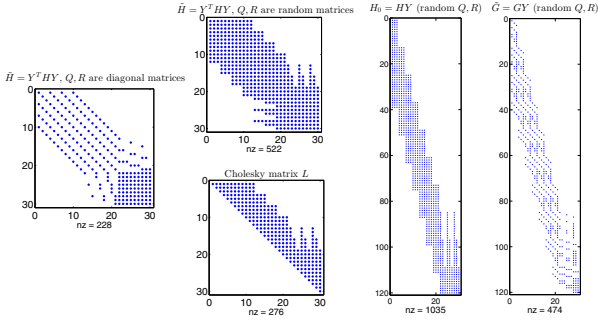 H̃ = YᵀHY, Q, R are diagonal matrices
0
10
20
30
0 10 20 30
nz = 228
H̃ = YᵀHY, Q, R are random matrices
0
10
20
30
0 10 20 30
nz = 522
Cholesky matrix L
0
10
20
30
0 10 20 30
nz = 276
H₀ = HY (random Q, R)
0
20
40
60
80
100
120
0 20
nz = 1035
G̃ = GY (random Q, R)
0
20
40
60
80
100
120
0 20
nz = 474